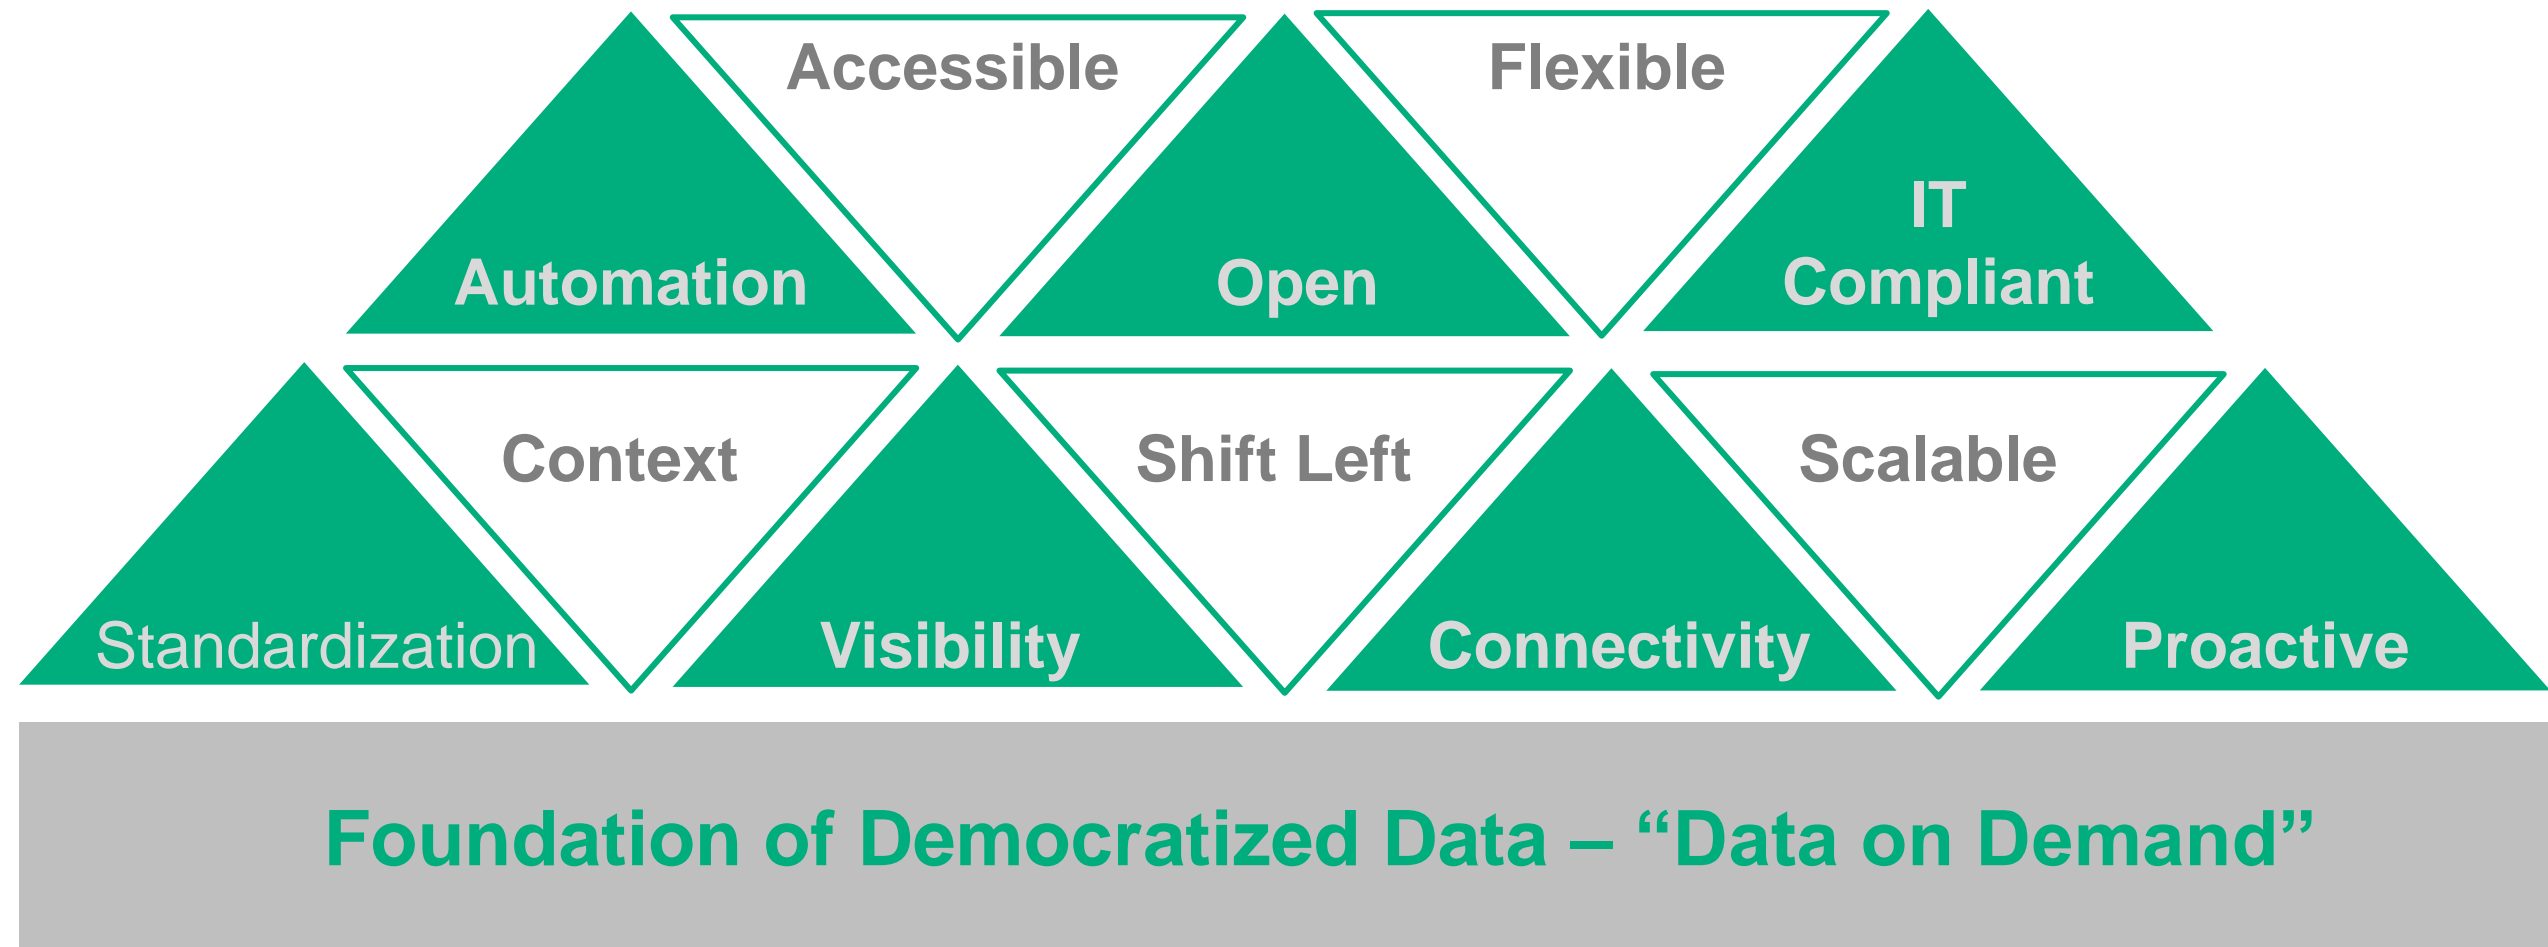 Accessible
Flexible
Automation
Open
IT
Compliant
Context
Shift Left
Scalable
Standardization
Visibility
Connectivity
Proactive
Foundation of Democratized Data – “Data on Demand”